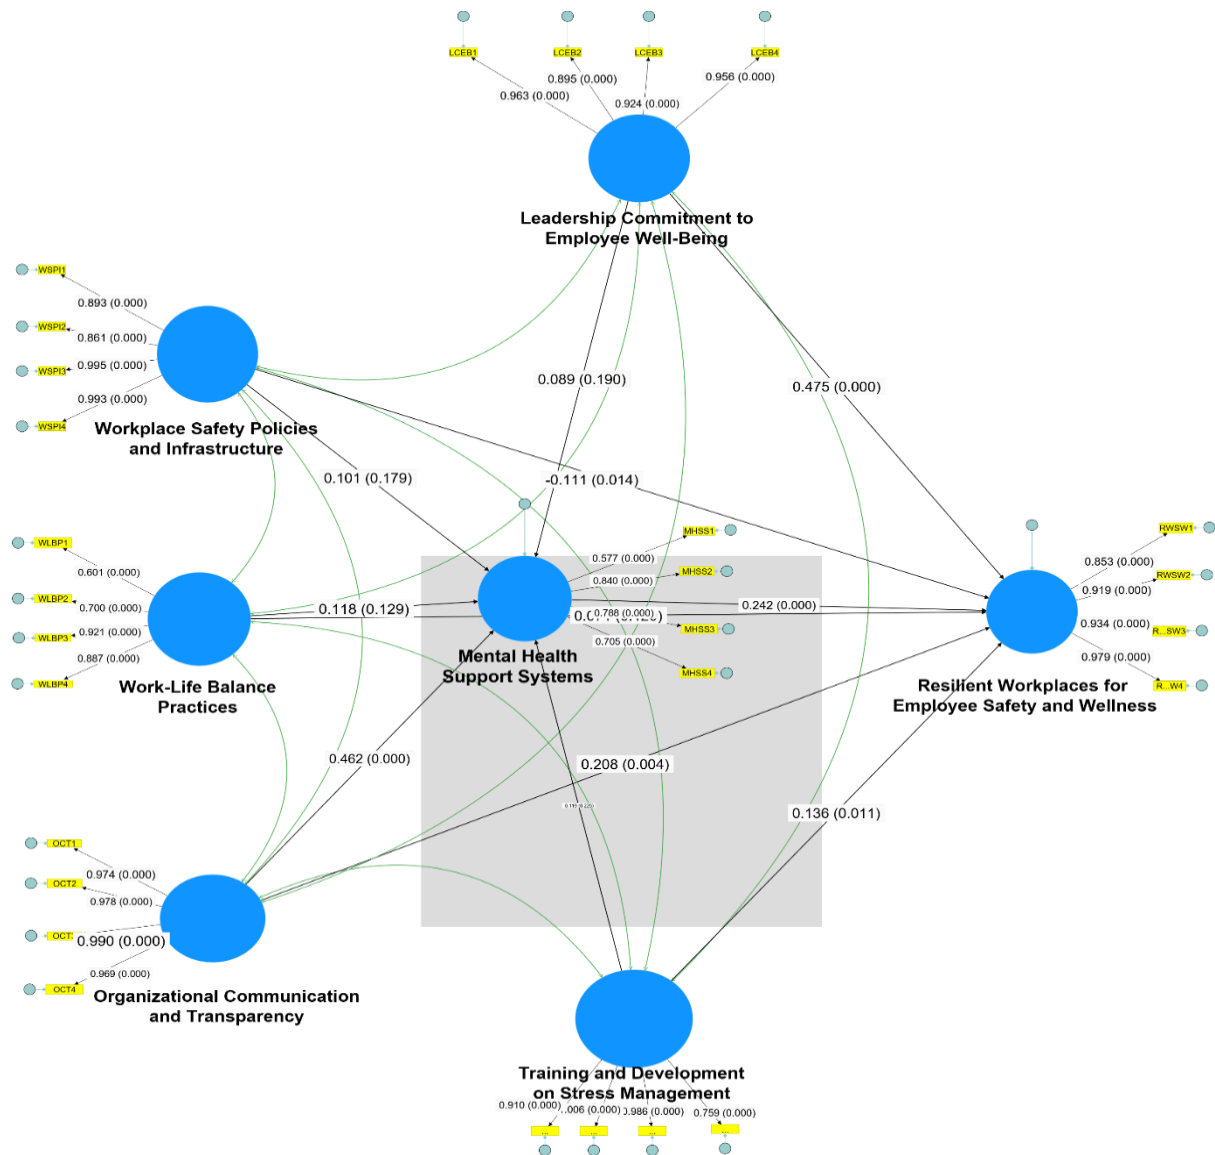 LCEB1
LCEB2
LCEB3
LCEB4
0.963 (0.000)
0.895 (0.000)
0.924 (0.000)
0.956 (0.000)
Leadership Commitment to
Employee Well-Being
WSPI1
WSPI2
WSPI3
WSPI4
0.893 (0.000)
0.861 (0.000)
0.995 (0.000)
0.993 (0.000)
Workplace Safety Policies
and Infrastructure
0.089 (0.190)
0.475 (0.000)
0.101 (0.179)
-0.111 (0.014)
WLBP1
WLBP2
WLBP3
WLBP4
0.601 (0.000)
0.700 (0.000)
0.921 (0.000)
0.887 (0.000)
Work-Life Balance
Practices
0.118 (0.129)
MHSS1
MHSS2
MHSS3
MHSS4
0.577 (0.000)
0.840 (0.000)
0.788 (0.000)
0.705 (0.000)
Mental Health
Support Systems
0.242 (0.000)
RWSW1
RWSW2
R...SW3
R...W4
0.853 (0.000)
0.919 (0.000)
0.934 (0.000)
0.979 (0.000)
Resilient Workplaces for
Employee Safety and Wellness
0.462 (0.000)
0.208 (0.004)
0.136 (0.011)
OCT1
OCT2
OCT4
0.974 (0.000)
0.978 (0.000)
0.990 (0.000)
0.969 (0.000)
Organizational Communication
and Transparency
Training and Development
on Stress Management
0.910 (0.000)
.006 (0.000)
.986 (0.000)
0.759 (0.000)
...
...
...
...